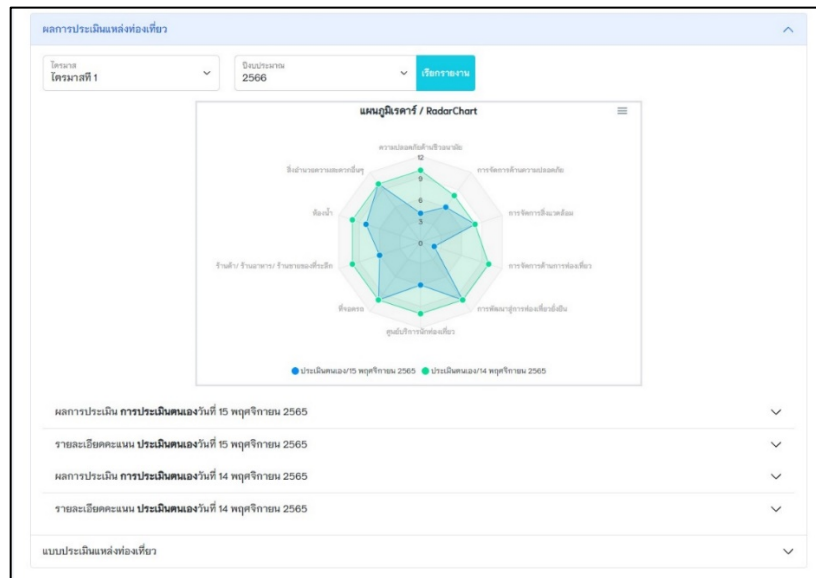 ผลการประเมินแหล่งท่องเที่ยว
ไตรมาส
ไตรมาสที่ 1
ปีงบประมาณ
2566
เรียกรายงาน
แผนภูมิเรดาร์ / RadarChart
ความปลอดภัยด้านชีวอนามัย
สิ่งอำนวยความสะดวกอื่นๆ
การจัดการด้านความปลอดภัย
ห้องน้ำ
การจัดการสิ่งแวดล้อม
ร้านค้า/ ร้านอาหาร/ ร้านขายของที่ระลึก
การจัดการด้านการท่องเที่ยว
ที่จอดรถ
การพัฒนาสู่การท่องเที่ยวยั่งยืน
ศูนย์บริการนักท่องเที่ยว
12
9
6
3
0
ประเมินตนเอง/15 พฤศจิกายน 2565
ประเมินตนเอง/14 พฤศจิกายน 2565
ผลการประเมิน การประเมินตนเองวันที่ 15 พฤศจิกายน 2565
รายละเอียดคะแนน ประเมินตนเองวันที่ 15 พฤศจิกายน 2565
ผลการประเมิน การประเมินตนเองวันที่ 14 พฤศจิกายน 2565
รายละเอียดคะแนน ประเมินตนเองวันที่ 14 พฤศจิกายน 2565
แบบประเมินแหล่งท่องเที่ยว